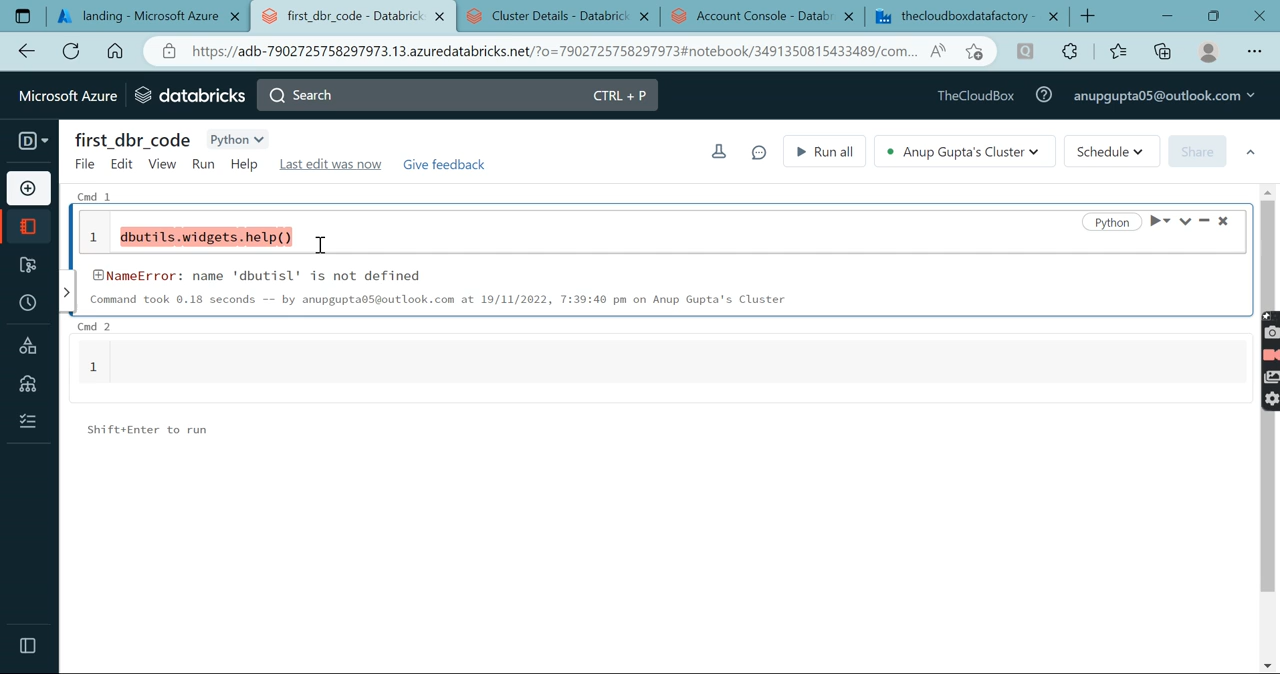 landing - Microsoft Azure
first_dbr_code - Databrick
Cluster Details - Databrick
Account Console - Datab
thecloudboxdatafactory -
https://adb-7902725758297973.13.azuredatabricks.net/?o=7902725758297973#notebook/3491350815433489/com...
Microsoft Azure databricks Search CTRL + P TheCloudBox anupgupta05@outlook.com
D first_dbr_code Python
File Edit View Run Help Last edit was now Give feedback Run all Anup Gupta's Cluster Schedule Share
Cmd 1
Python
1 dbutils.widgets.help()
NameError: name 'dbutisl' is not defined
Command took 0.18 seconds -- by anupgupta05@outlook.com at 19/11/2022, 7:39:40 pm on Anup Gupta's Cluster
Cmd 2
1
Shift+Enter to run